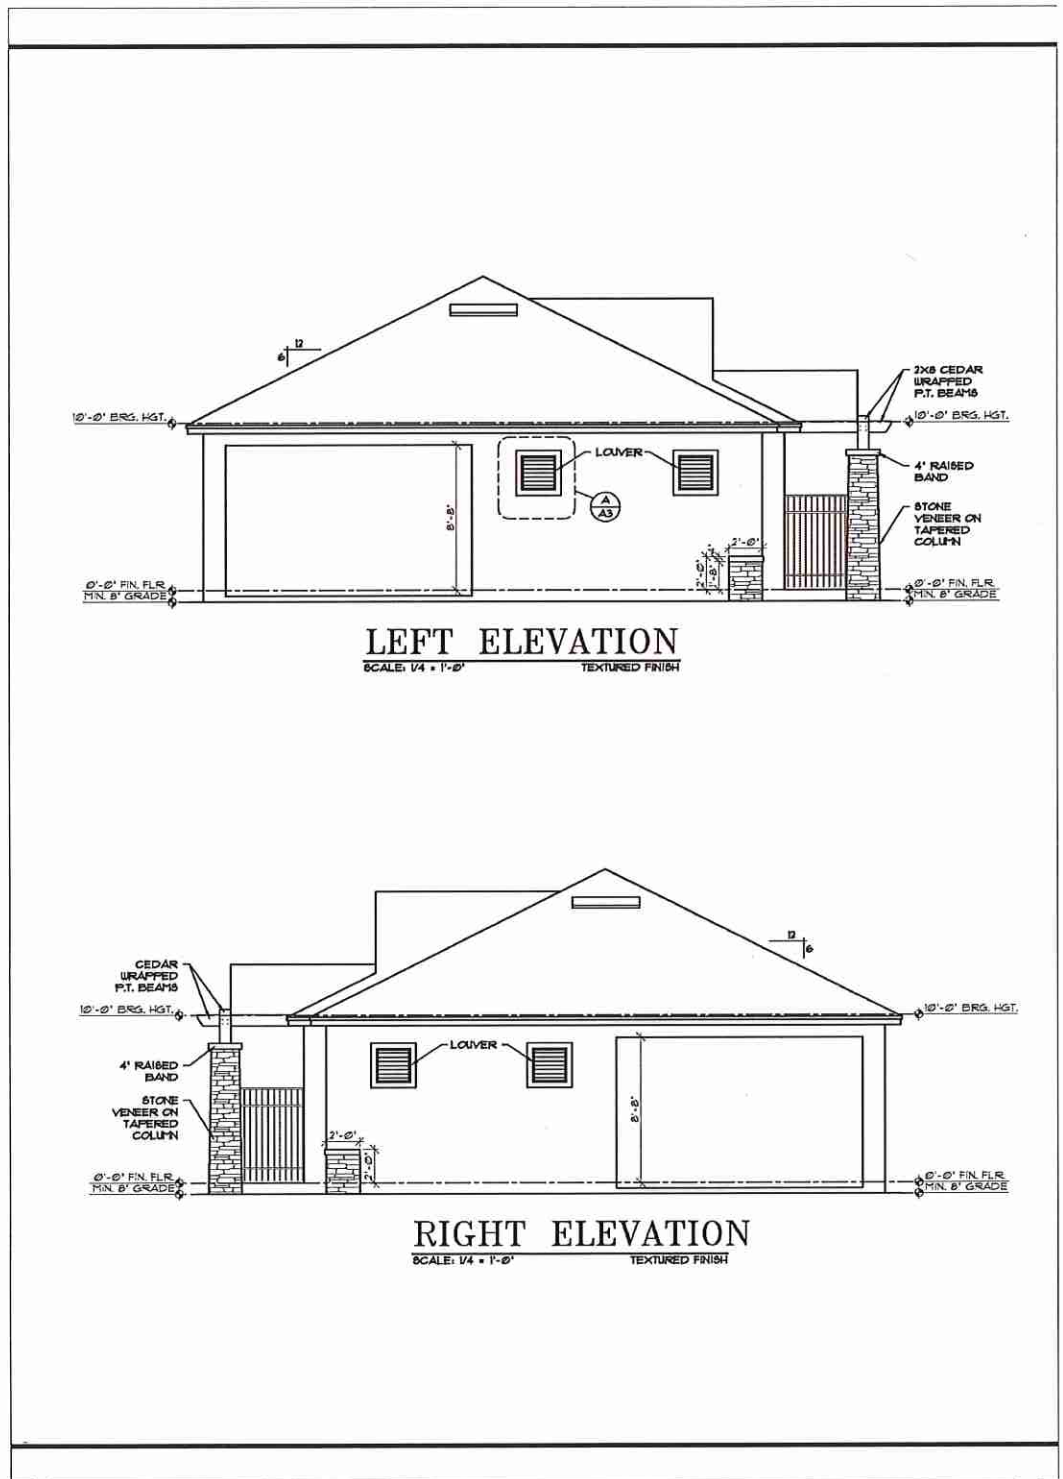 12
6
2X8 CEDAR
WRAPPED
P.T. BEAMS
10'-0" BRG. HGT.
10'-0" BRG. HGT.
LOUVER
4" RAISED
BAND
A
A3
8'-8"
STONE
VENEER ON
TAPERED
COLUMN
2'-0"
4"
2'-0"
1'-8"
0'-0" FIN. FLR.
MIN. 8" GRADE
0'-0" FIN. FLR.
MIN. 8" GRADE
LEFT ELEVATION
SCALE: 1/4 = 1'-0" TEXTURED FINISH
12
6
CEDAR
WRAPPED
P.T. BEAMS
10'-0" BRG. HGT.
10'-0" BRG. HGT.
LOUVER
4" RAISED
BAND
8'-8"
STONE
VENEER ON
TAPERED
COLUMN
2'-0"
2'-0"
0'-0" FIN. FLR.
MIN. 8" GRADE
0'-0" FIN. FLR.
MIN. 8" GRADE
RIGHT ELEVATION
SCALE: 1/4 = 1'-0" TEXTURED FINISH